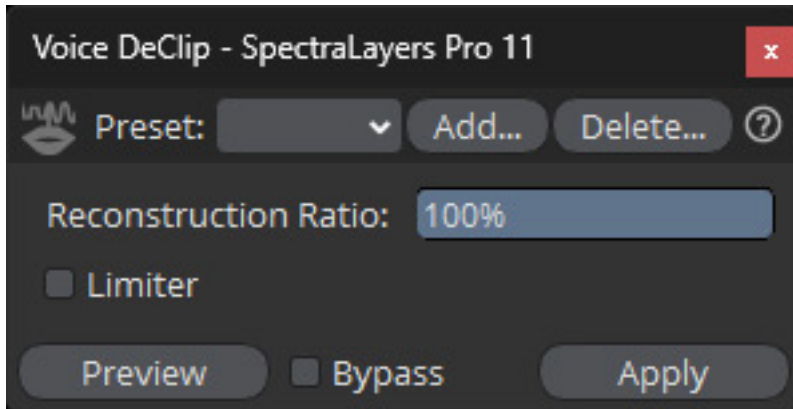 Voice DeClip - SpectraLayers Pro 11 x
Preset: Add... Delete... ?
Reconstruction Ratio: 100%
Limiter
Preview Bypass Apply